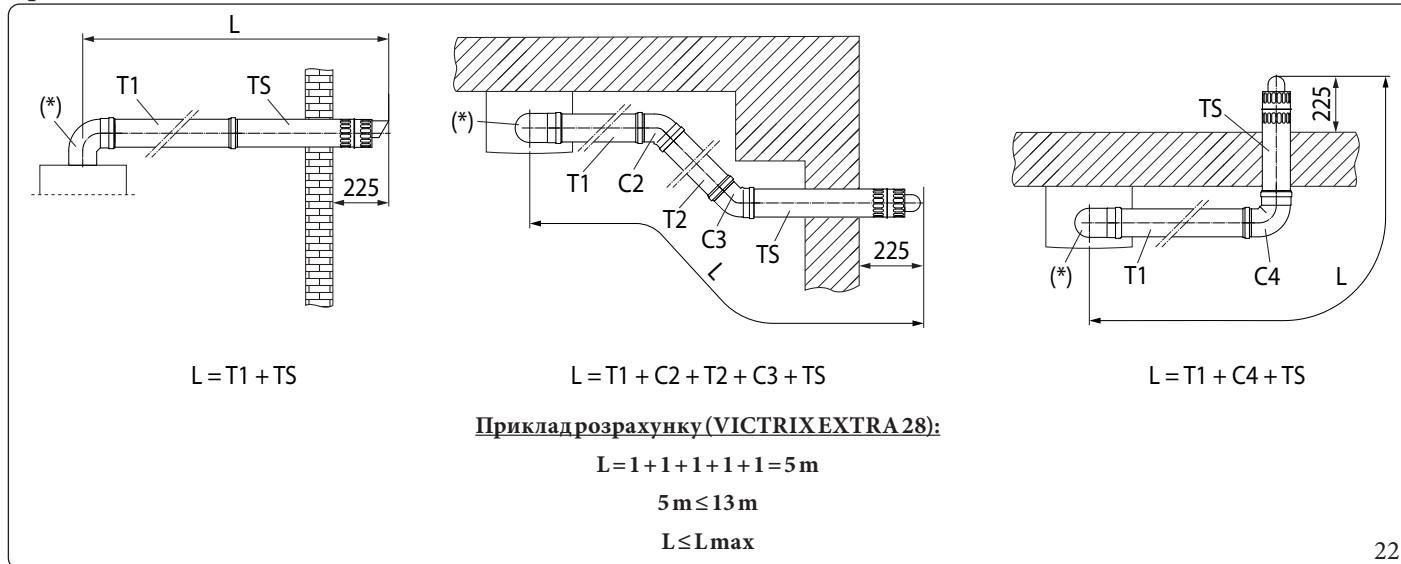 L
T1
TS
(*)
225
L = T1 + TS
(*)
T1
C2
T2
C3
TS
225
L
L = T1 + C2 + T2 + C3 + TS
TS
225
(*)
T1
C4
L
L = T1 + C4 + TS
Приклад розрахунку (VICTRIX EXTRA 28):
L = 1 + 1 + 1 + 1 + 1 = 5 m
5 m ≤ 13 m
L ≤ L max
22